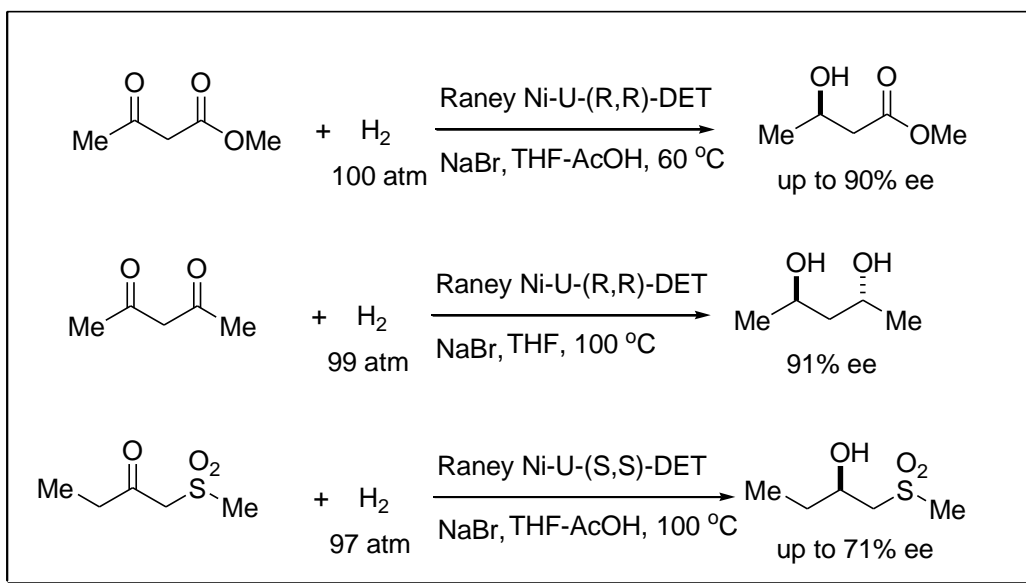 O O OH O
Raney Ni-U-(R,R)-DET
Me OMe + H2 Me OMe
100 atm NaBr, THF-AcOH, 60 °C up to 90% ee
O O OH OH
Raney Ni-U-(R,R)-DET
Me Me + H2 Me Me
99 atm NaBr, THF, 100 °C 91% ee
O O2 OH O2
Raney Ni-U-(S,S)-DET
Me S Me + H2 Me S Me
97 atm NaBr, THF-AcOH, 100 °C up to 71% ee